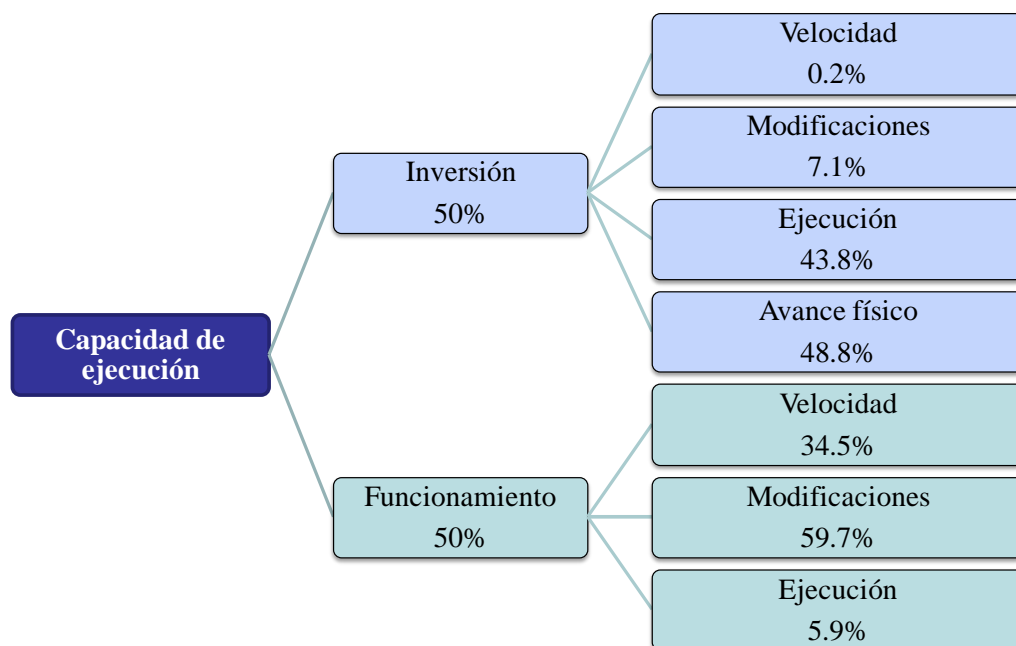 Capacidad de
ejecución
Inversión
50%
Velocidad
0.2%
Modificaciones
7.1%
Ejecución
43.8%
Avance físico
48.8%
Funcionamiento
50%
Velocidad
34.5%
Modificaciones
59.7%
Ejecución
5.9%